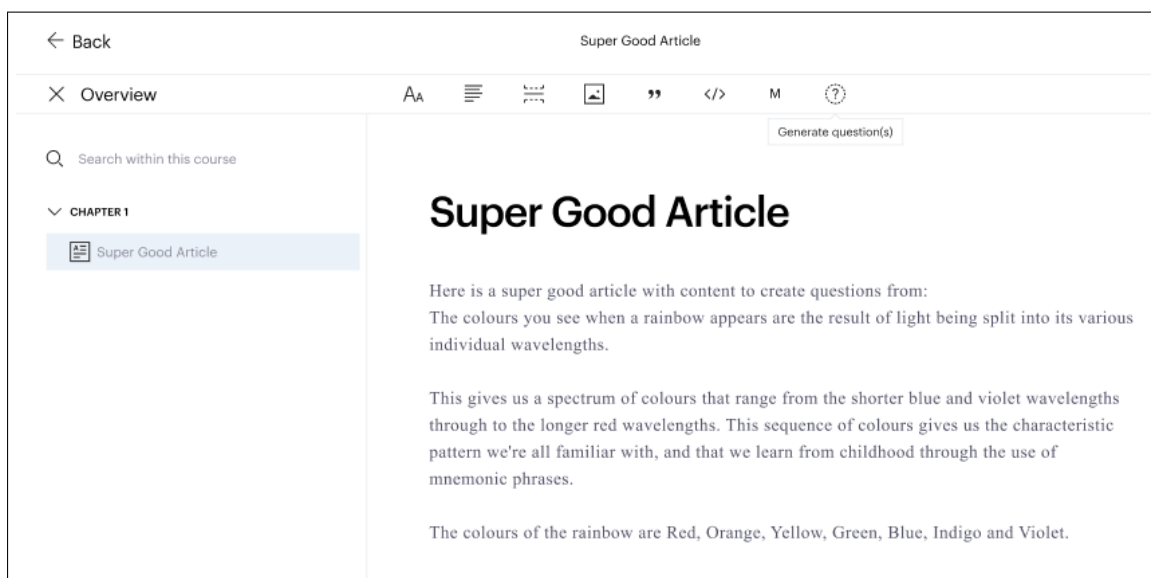 Back
Super Good Article
Overview
AA
”
</>
M
?
Generate question(s)
Search within this course
CHAPTER 1
Super Good Article
Super Good Article
Here is a super good article with content to create questions from:
The colours you see when a rainbow appears are the result of light being split into its various
individual wavelengths.
This gives us a spectrum of colours that range from the shorter blue and violet wavelengths
through to the longer red wavelengths. This sequence of colours gives us the characteristic
pattern we're all familiar with, and that we learn from childhood through the use of
mnemonic phrases.
The colours of the rainbow are Red, Orange, Yellow, Green, Blue, Indigo and Violet.